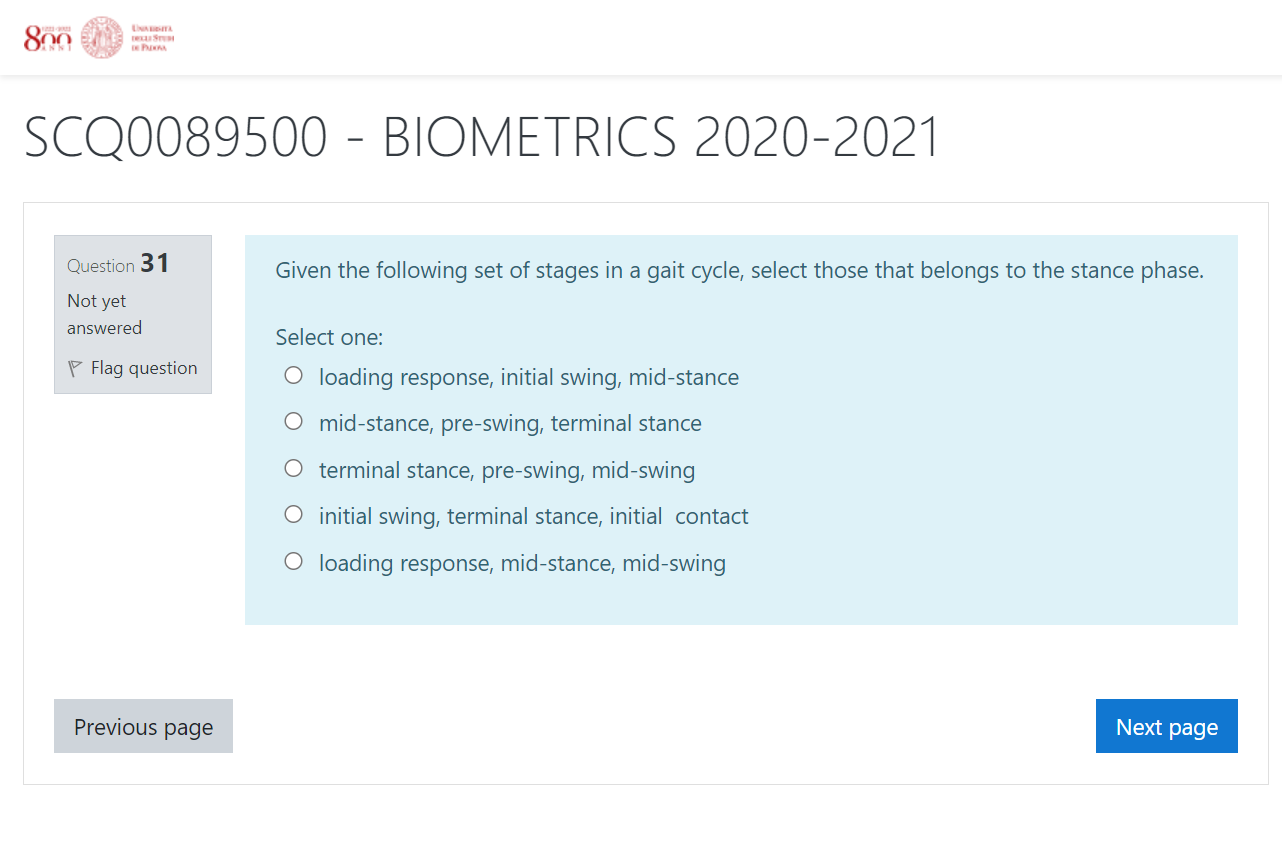 800
1222-2022
ANNI
UNIVERSITÀ
DEGLI STUDI
DI PADOVA
SCQ0089500 - BIOMETRICS 2020-2021
Question 31
Not yet
answered
Flag question
Given the following set of stages in a gait cycle, select those that belongs to the stance phase.
Select one:
loading response, initial swing, mid-stance
mid-stance, pre-swing, terminal stance
terminal stance, pre-swing, mid-swing
initial swing, terminal stance, initial  contact
loading response, mid-stance, mid-swing
Previous page
Next page